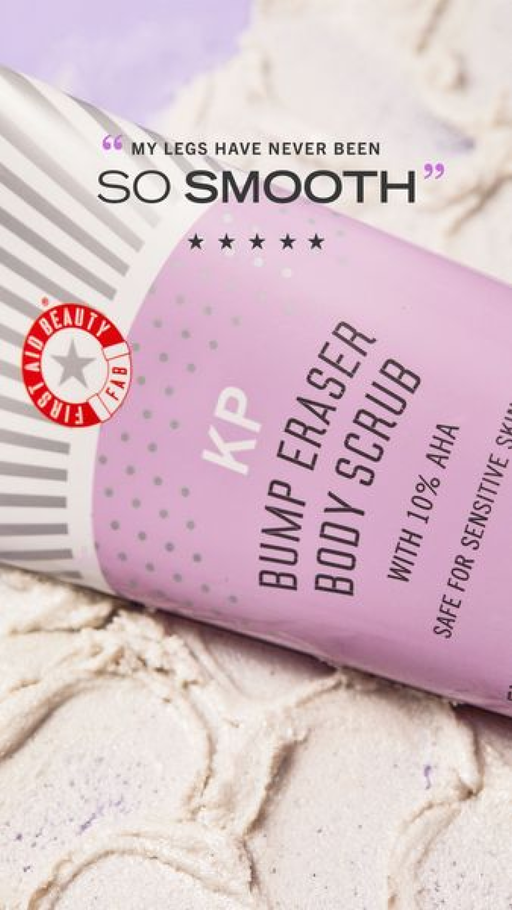 “ MY LEGS HAVE NEVER BEEN
SO SMOOTH ”
★ ★ ★ ★ ★
FIRST AID BEAUTY
FAB
®
KP
BUMP ERASER
BODY SCRUB
WITH 10% AHA
SAFE FOR SENSITIVE SKIN